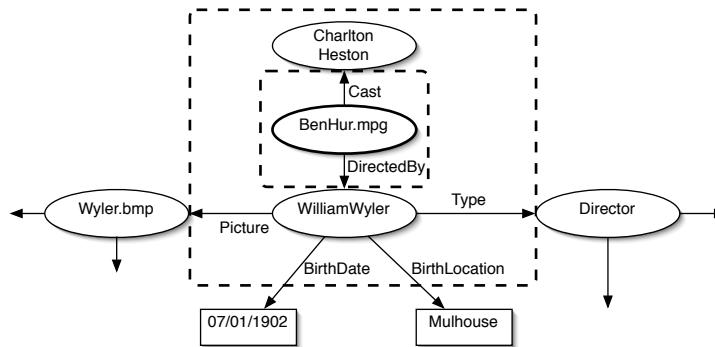 Charlton
Heston
Cast
BenHur.mpg
DirectedBy
Wyler.bmp
Picture
WilliamWyler
Type
Director
BirthDate
BirthLocation
07/01/1902
Mulhouse